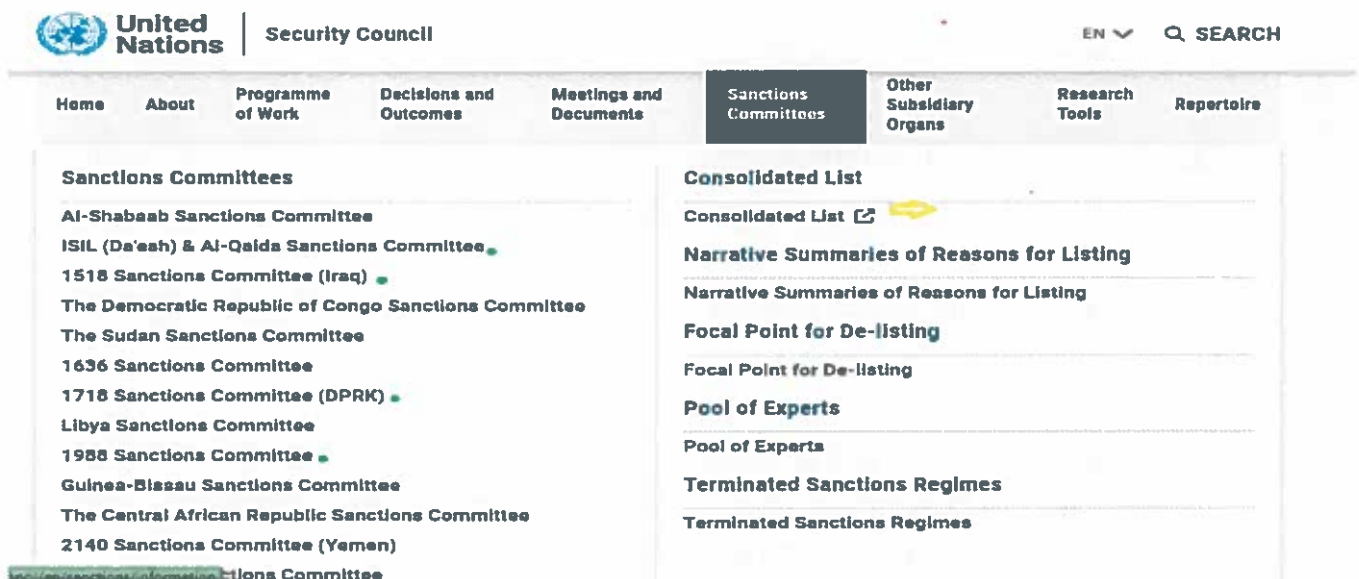 United Nations
Security Council
EN
SEARCH
Home
About
Programme of Work
Decisions and Outcomes
Meetings and Documents
Sanctions Committees
Other Subsidiary Organs
Research Tools
Repertoire
Sanctions Committees
Al-Shabaab Sanctions Committee
ISIL (Da'esh) & Al-Qaida Sanctions Committee
1518 Sanctions Committee (Iraq)
The Democratic Republic of Congo Sanctions Committee
The Sudan Sanctions Committee
1636 Sanctions Committee
1718 Sanctions Committee (DPRK)
Libya Sanctions Committee
1988 Sanctions Committee
Guinea-Bissau Sanctions Committee
The Central African Republic Sanctions Committee
2140 Sanctions Committee (Yemen)
Committee
Consolidated List
Consolidated List
Narrative Summaries of Reasons for Listing
Narrative Summaries of Reasons for Listing
Focal Point for De-listing
Focal Point for De-listing
Pool of Experts
Pool of Experts
Terminated Sanctions Regimes
Terminated Sanctions Regimes